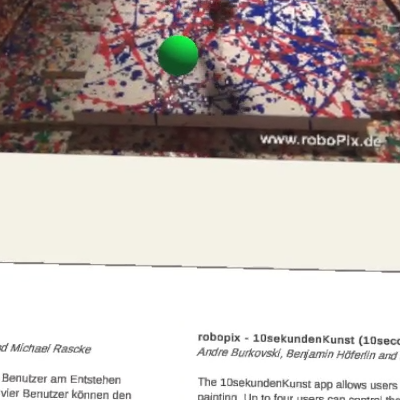 www.roboPix.de
nd Michael Rascke
Benutzer am Entstehen
vier Benutzer können den
robopix - 10sekundenKunst (10seco
Andre Burkovski, Benjamin Höferlin and
The 10sekundenKunst app allows users
painting. Up to four users can control the